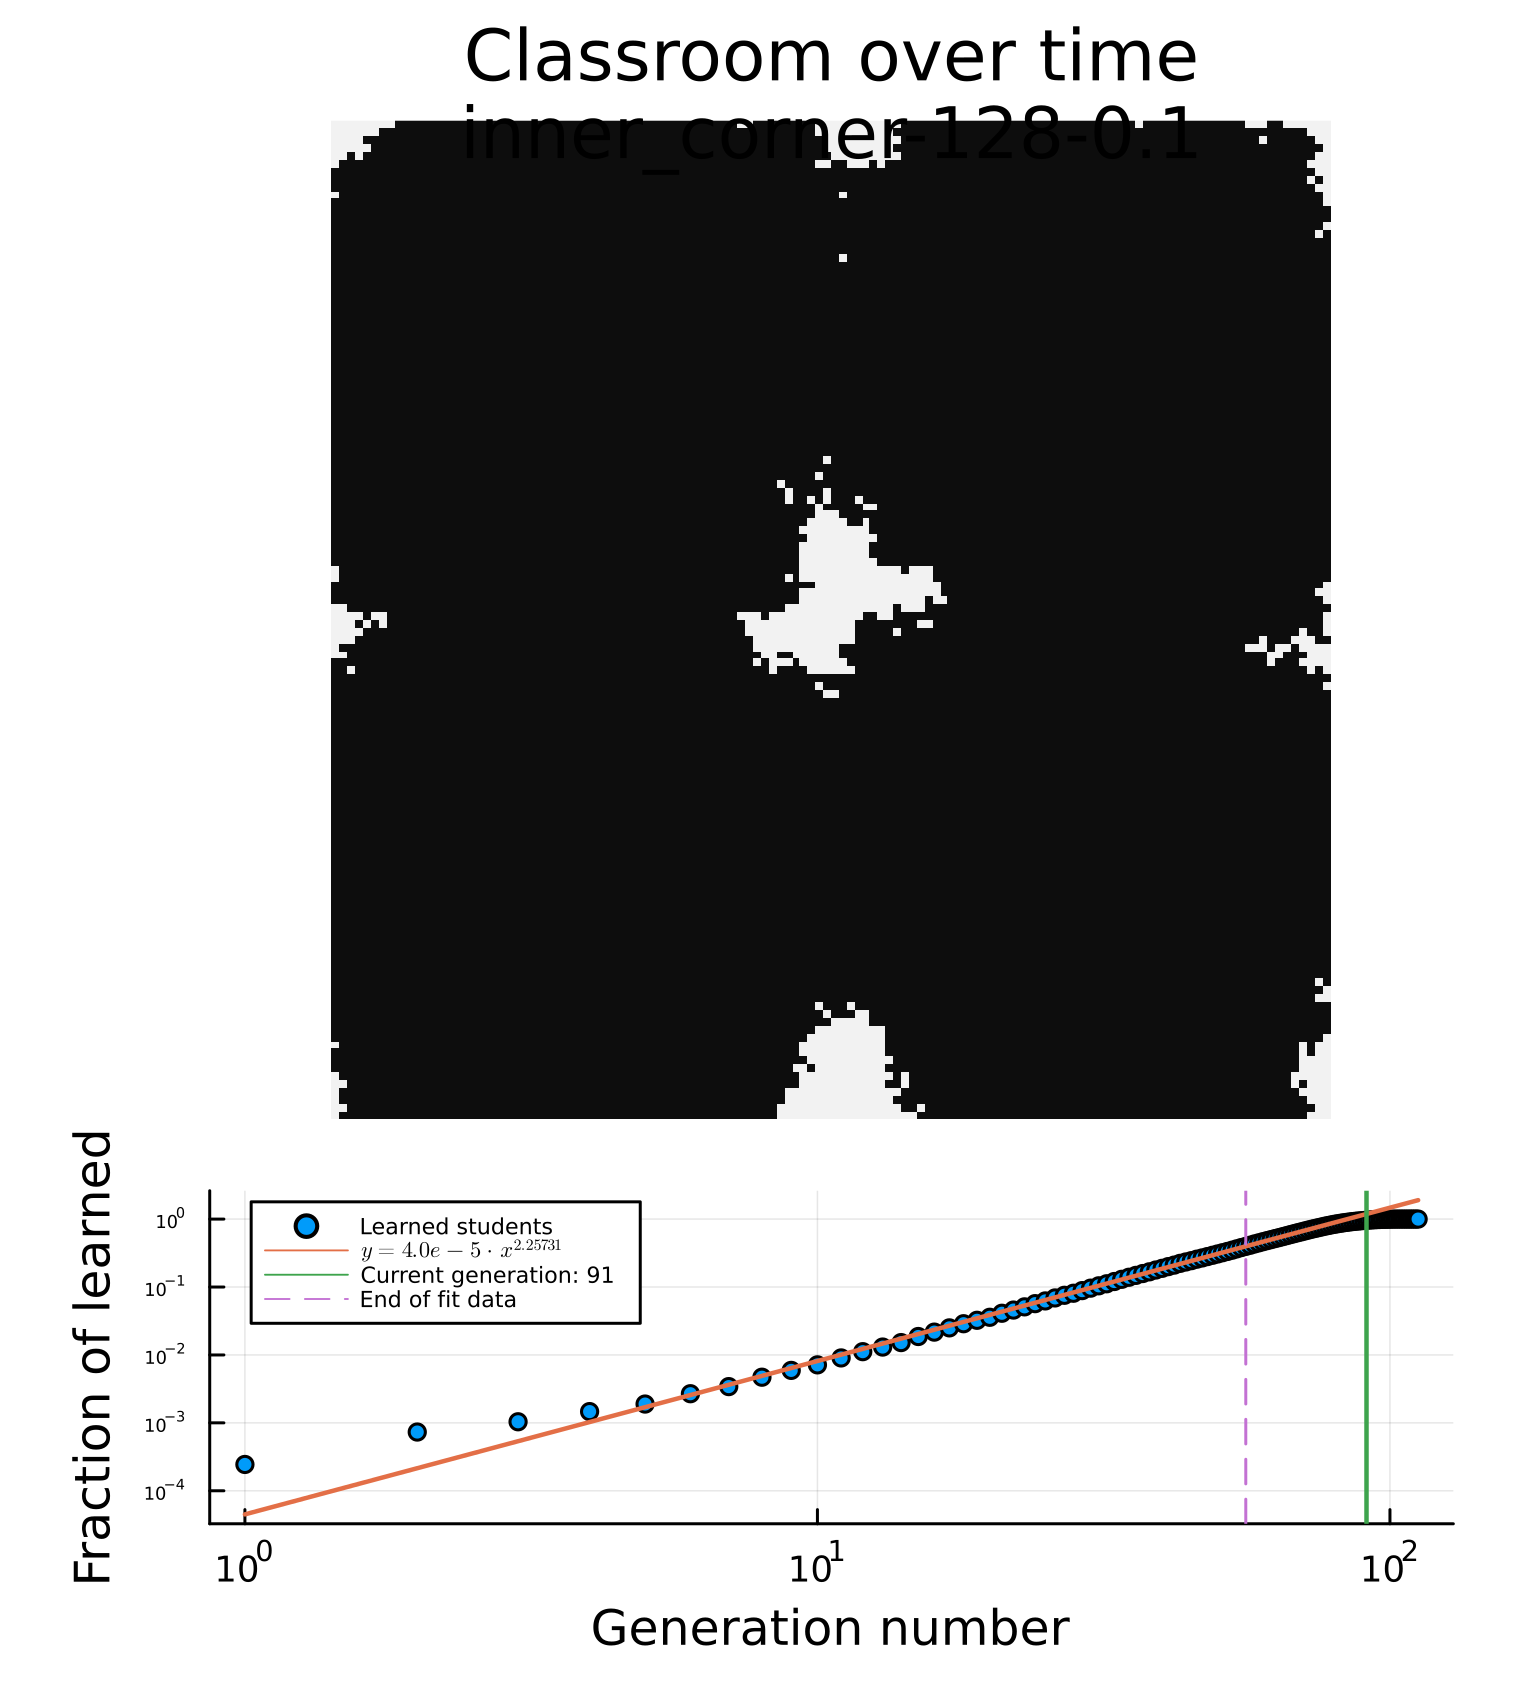 Classroom over time
inner_corner-128-0.1
Fraction of learned
10^0
10^-1
10^-2
10^-3
10^-4
Learned students
y = 4.0e − 5 · x^2.25731
Current generation: 91
End of fit data
10^0 10^1 10^2
Generation number